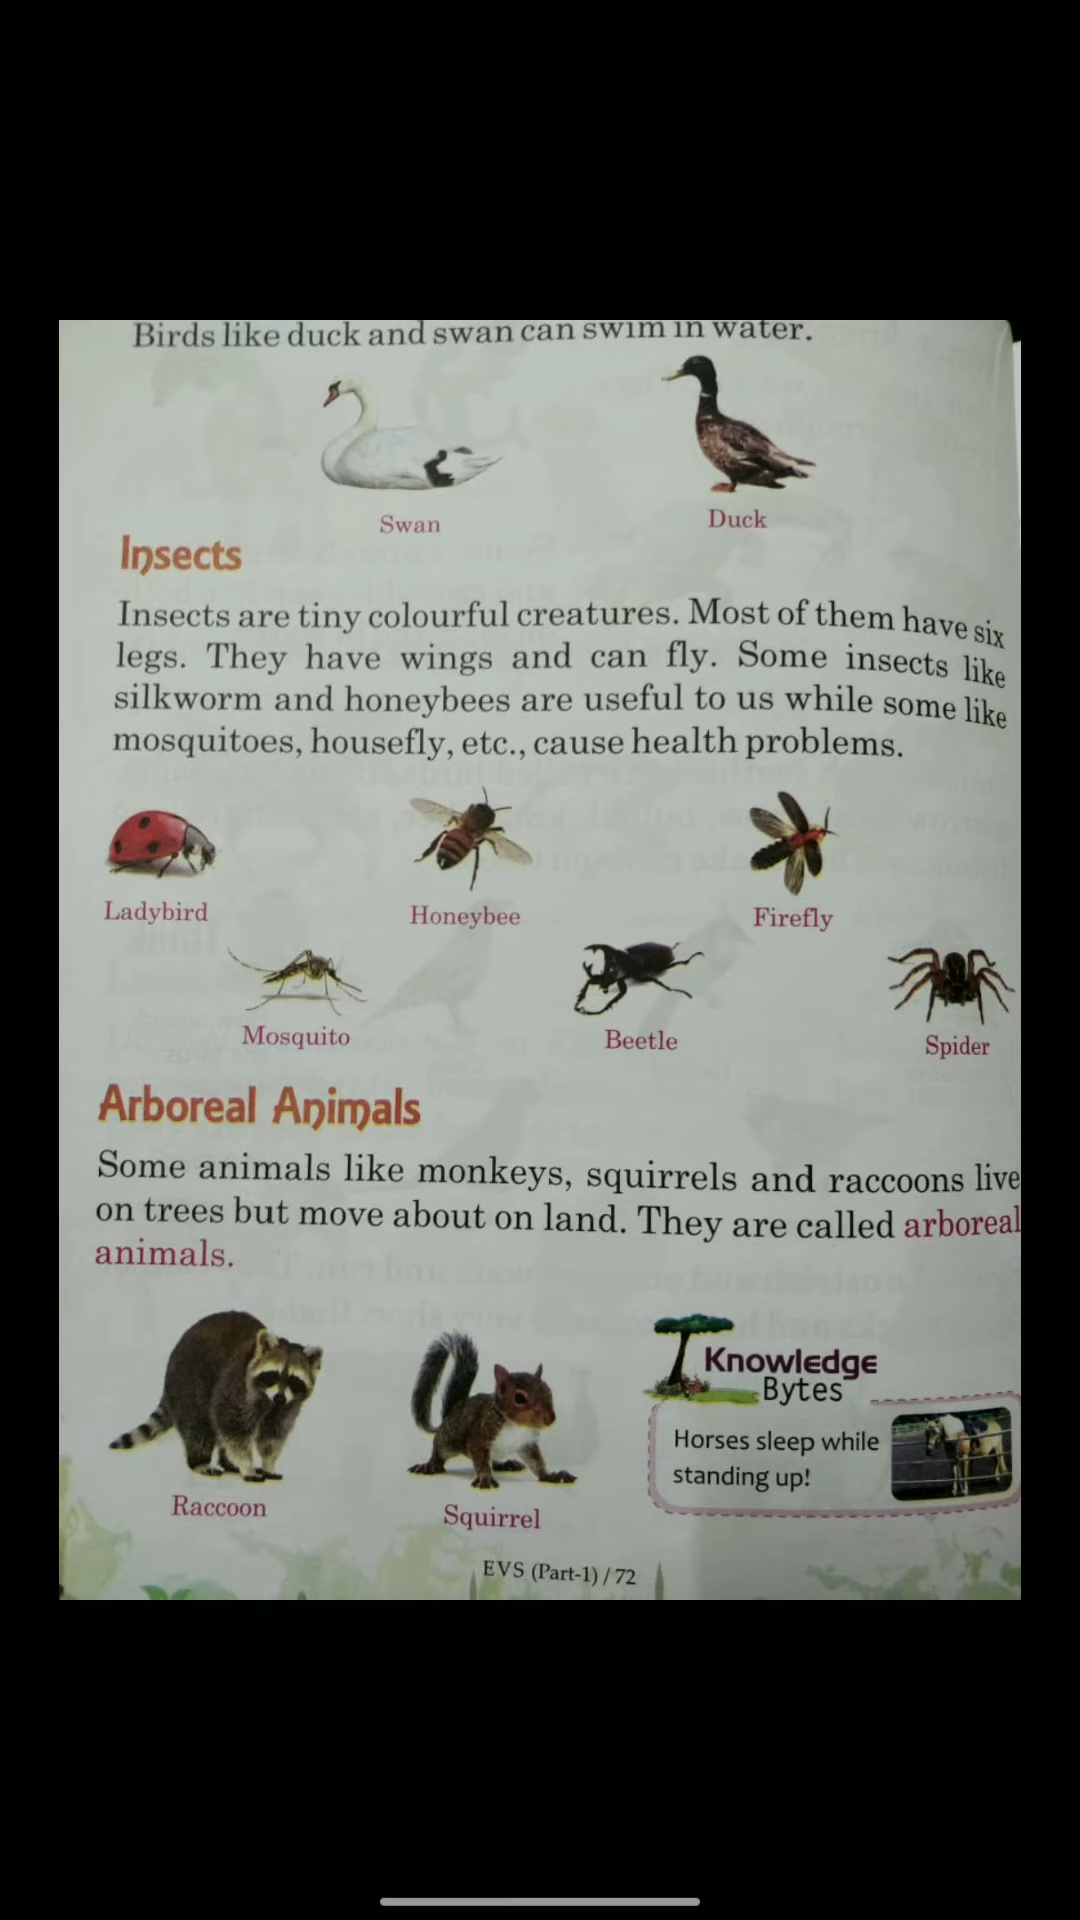 Birds like duck and swan can swim in water.
Swan
Duck
Insects
Insects are tiny colourful creatures. Most of them have six
legs. They have wings and can fly. Some insects like
silkworm and honeybees are useful to us while some like
mosquitoes, housefly, etc., cause health problems.
Ladybird
Honeybee
Firefly
Mosquito
Beetle
Spider
Arboreal Animals
Some animals like monkeys, squirrels and raccoons live
on trees but move about on land. They are called arboreal
animals.
Raccoon
Squirrel
Knowledge
Bytes
Horses sleep while
standing up!
EVS (Part-1) / 72